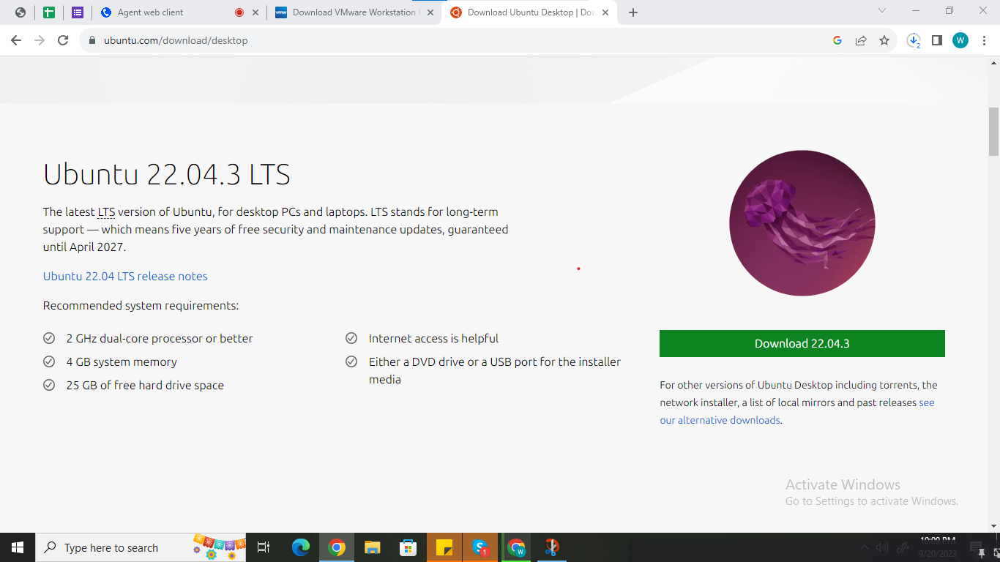 Agent web client
Download VMware Workstation
Download Ubuntu Desktop | Dow
ubuntu.com/download/desktop
2
W
Ubuntu 22.04.3 LTS
The latest LTS version of Ubuntu, for desktop PCs and laptops. LTS stands for long-term
support — which means five years of free security and maintenance updates, guaranteed
until April 2027.
Ubuntu 22.04 LTS release notes
Recommended system requirements:
2 GHz dual-core processor or better
4 GB system memory
25 GB of free hard drive space
Internet access is helpful
Either a DVD drive or a USB port for the installer
media
Download 22.04.3
For other versions of Ubuntu Desktop including torrents, the
network installer, a list of local mirrors and past releases see
our alternative downloads.
Activate Windows
Go to Settings to activate Windows.
Type here to search
9/20/2023